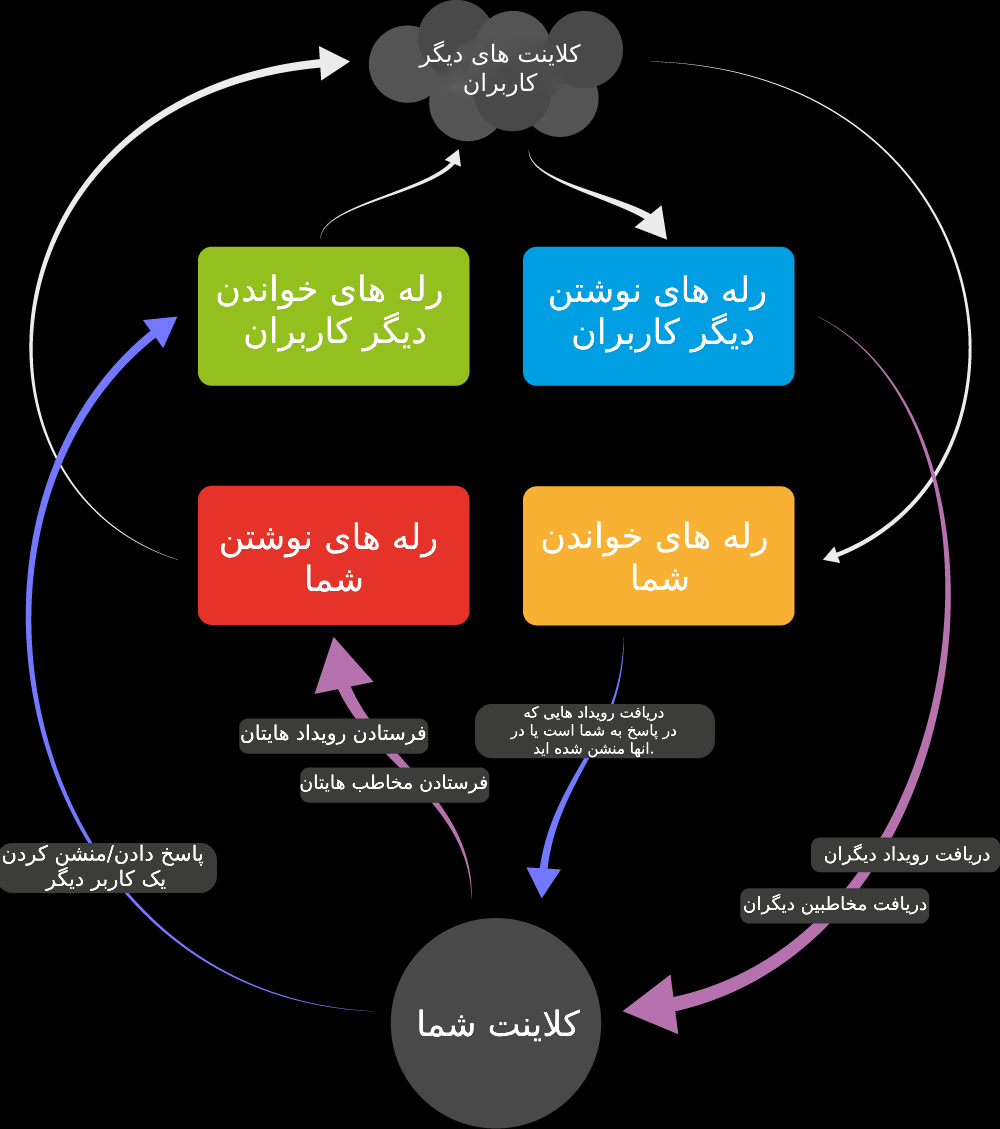 کلاینت های دیگر
کاربران
رله های نوشتن
دیگر کاربران
رله های خواندن
دیگر کاربران
رله های خواندن
شما
رله های نوشتن
شما
دریافت رویداد هایی که
در پاسخ به شما است یا در
انها منشن شده اید.
فرستادن رویداد هایتان
فرستادن مخاطب هایتان
دریافت رویداد دیگران
دریافت مخاطبین دیگران
پاسخ دادن/منشن کردن
یک کاربر دیگر
کلاینت شما